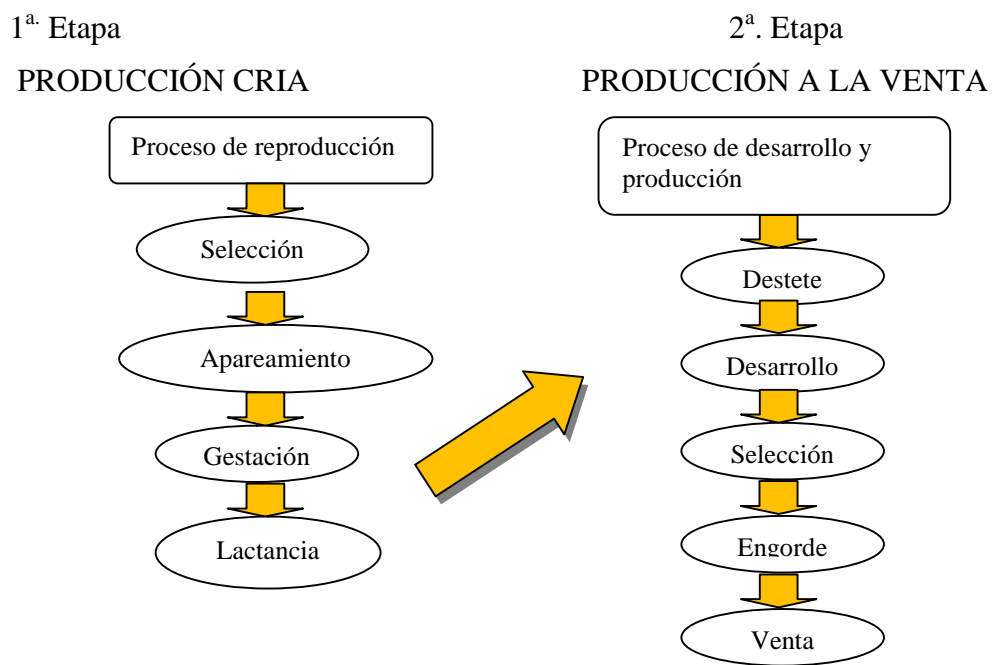 1ª. Etapa
PRODUCCIÓN CRIA
Proceso de reproducción
Selección
Apareamiento
Gestación
Lactancia
2ª. Etapa
PRODUCCIÓN A LA VENTA
Proceso de desarrollo y
producción
Destete
Desarrollo
Selección
Engorde
Venta